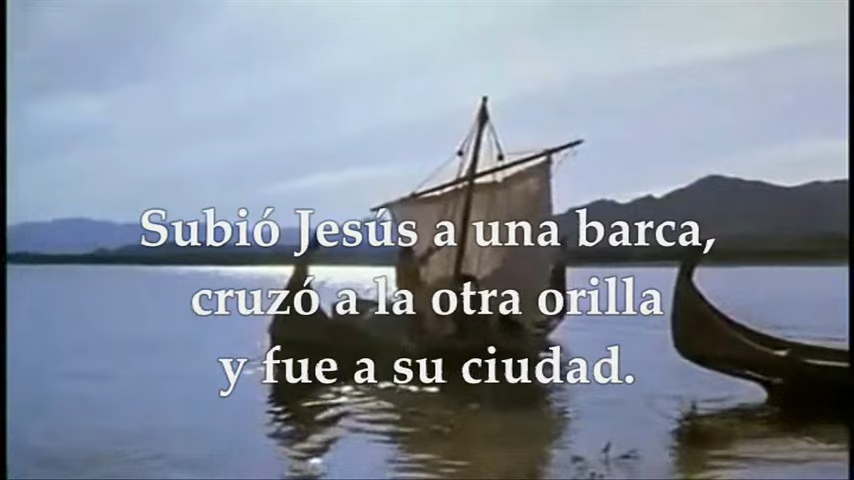 Subió Jesús a una barca,
cruzó a la otra orilla
y fue a su ciudad.